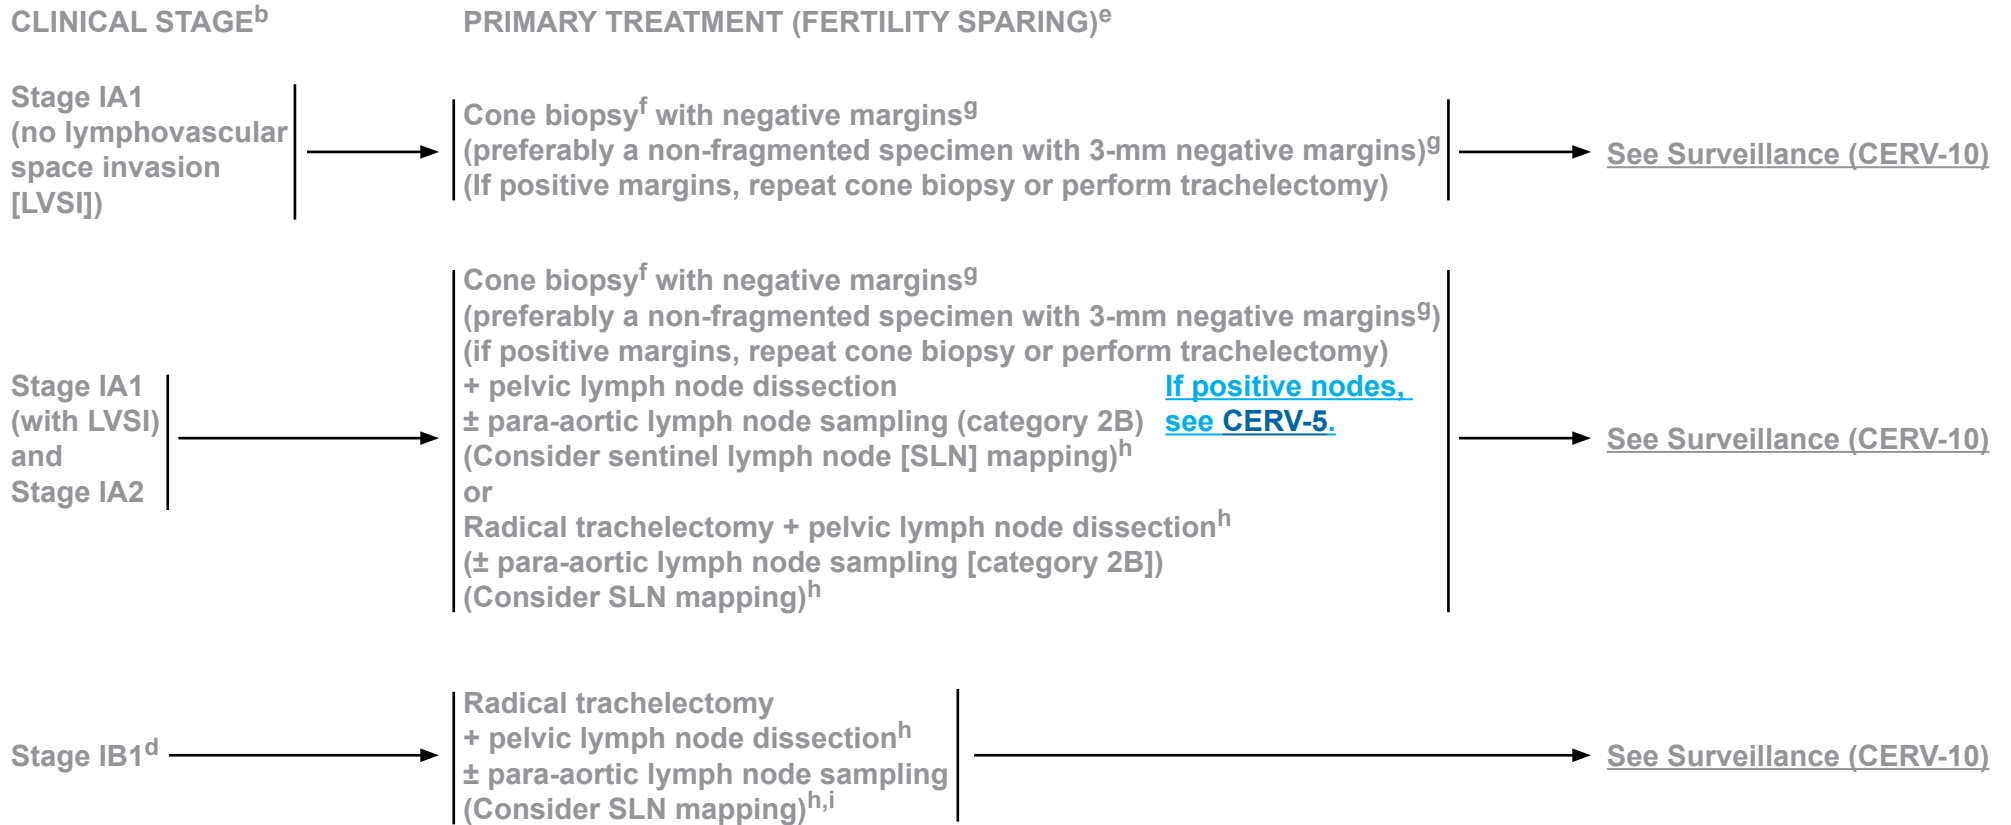 CLINICAL STAGEb
PRIMARY TREATMENT (FERTILITY SPARING)e
Stage IA1
(no lymphovascular
space invasion
[LVSI])
Cone biopsyf with negative marginsg
(preferably a non-fragmented specimen with 3-mm negative margins)g
(If positive margins, repeat cone biopsy or perform trachelectomy)
See Surveillance (CERV-10)
Stage IA1
(with LVSI)
and
Stage IA2
Cone biopsyf with negative marginsg
(preferably a non-fragmented specimen with 3-mm negative marginsg)
(if positive margins, repeat cone biopsy or perform trachelectomy)
+ pelvic lymph node dissection
± para-aortic lymph node sampling (category 2B)
(Consider sentinel lymph node [SLN] mapping)h
or
Radical trachelectomy + pelvic lymph node dissectionh
(± para-aortic lymph node sampling [category 2B])
(Consider SLN mapping)h
If positive nodes,
see CERV-5.
See Surveillance (CERV-10)
Stage IB1d
Radical trachelectomy
+ pelvic lymph node dissectionh
± para-aortic lymph node sampling
(Consider SLN mapping)h,i
See Surveillance (CERV-10)